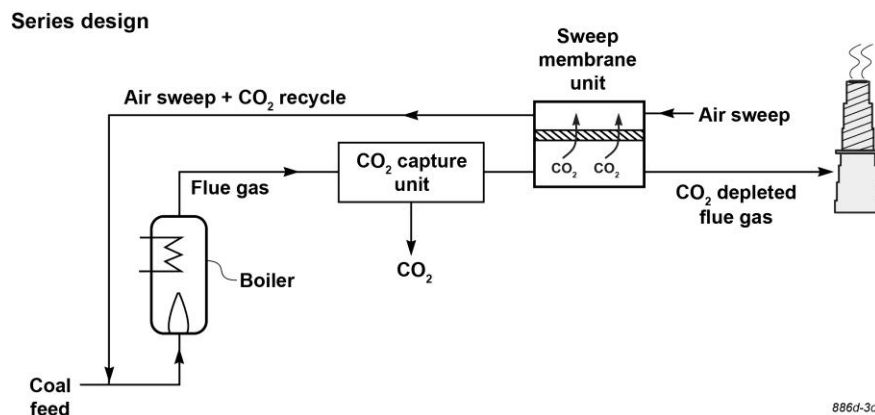 Series design
Sweep
membrane
unit
Air sweep + CO₂ recycle
Air sweep
CO₂ capture
unit
CO₂ CO₂
Flue gas
CO₂ depleted
flue gas
CO₂
Boiler
Coal
feed
886d-3d